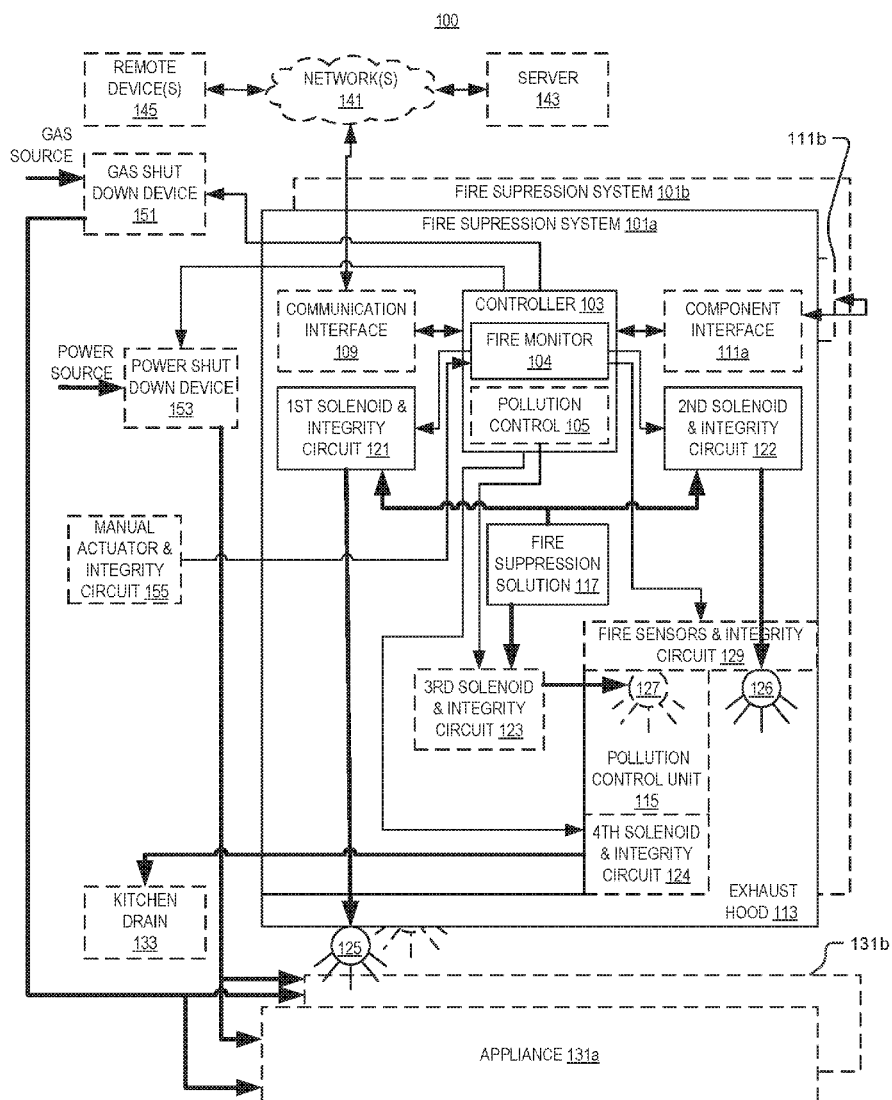 100
REMOTE
DEVICE(S)
145
NETWORK(S)
141
SERVER
143
GAS
SOURCE
GAS SHUT
DOWN DEVICE
151
111b
FIRE SUPRESSION SYSTEM 101b
FIRE SUPRESSION SYSTEM 101a
COMMUNICATION
INTERFACE
109
CONTROLLER 103
FIRE MONITOR
104
COMPONENT
INTERFACE
111a
POWER
SOURCE
POWER SHUT
DOWN DEVICE
153
1ST SOLENOID &
INTEGRITY
CIRCUIT 121
POLLUTION
CONTROL 105
2ND SOLENOID
& INTEGRITY
CIRCUIT 122
MANUAL
ACTUATOR &
INTEGRITY
CIRCUIT 155
FIRE
SUPPRESSION
SOLUTION 117
FIRE SENSORS & INTEGRITY
CIRCUIT 129
3RD SOLENOID
& INTEGRITY
CIRCUIT 123
127
126
POLLUTION
CONTROL UNIT
115
4TH SOLENOID
& INTEGRITY
CIRCUIT 124
KITCHEN
DRAIN
133
EXHAUST
HOOD 113
125
131b
APPLIANCE 131a